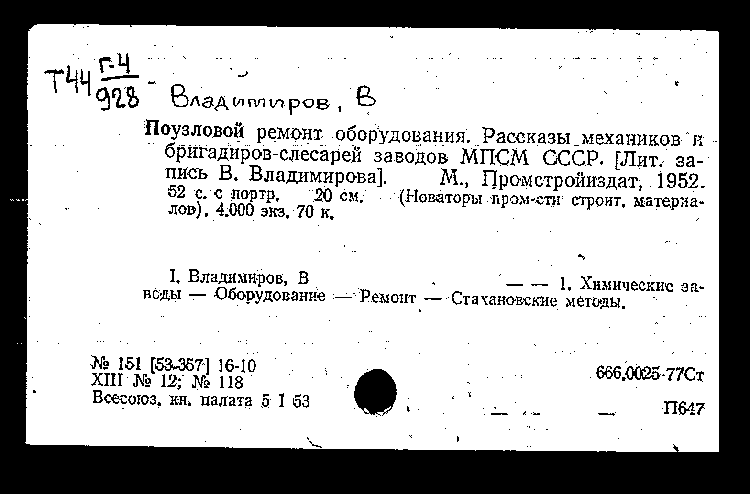 Т44 Г-4
928
Владимиров, В
Поузловой ремонт оборудования. Рассказы механиков и
бригадиров-слесарей заводов МПСМ СССР. [Лит. за-
пись В. Владимирова]. М., Промстройиздат, 1952.
52 с. с портр. 20 см. (Новаторы пром-сти строит. материа-
лов). 4.000 экз. 70 к.
I. Владимиров, В — — 1. Химические за-
воды — Оборудование — Ремонт — Стахановские методы.
№ 151 [53-357] 16-10
XIII № 12; № 118
666.0025-77Ст
Всесоюз. кн. палата 5 I 53
П647